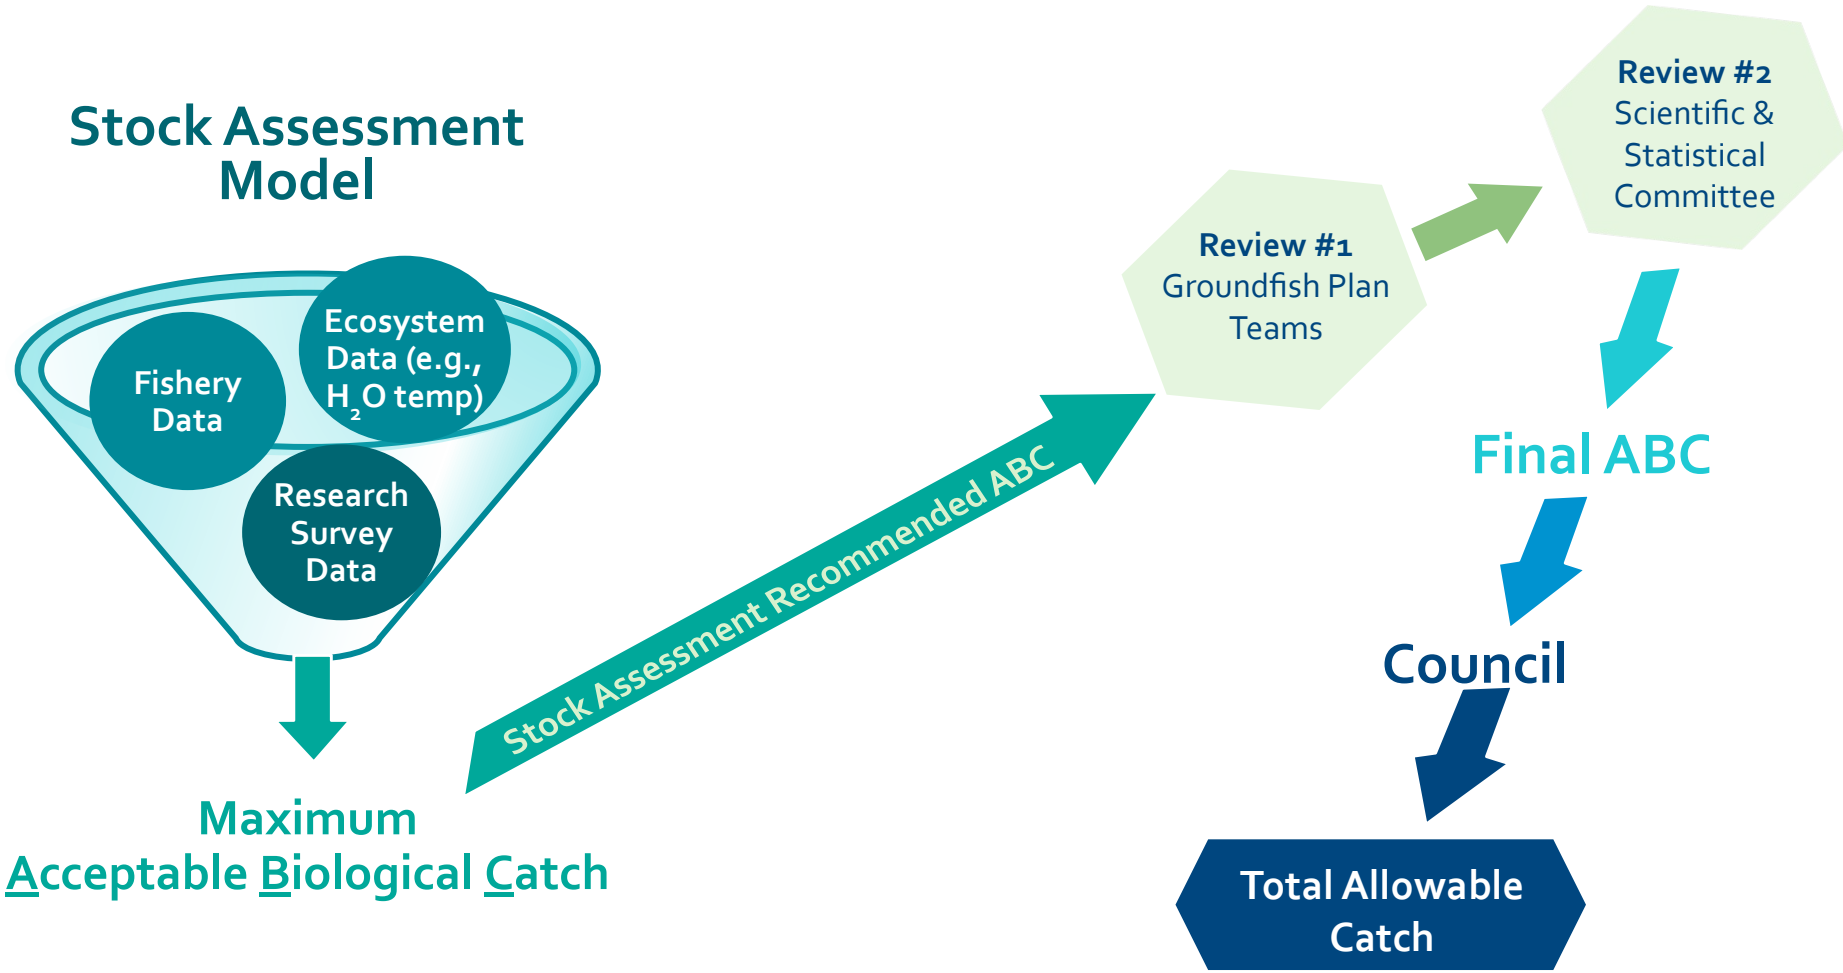 Stock Assessment
Model
Fishery
Data
Ecosystem
Data (e.g.,
H₂O temp)
Research
Survey
Data
Maximum
Acceptable Biological Catch
Stock Assessment Recommended ABC
Review #1
Groundfish Plan
Teams
Review #2
Scientific &
Statistical
Committee
Final ABC
Council
Total Allowable
Catch